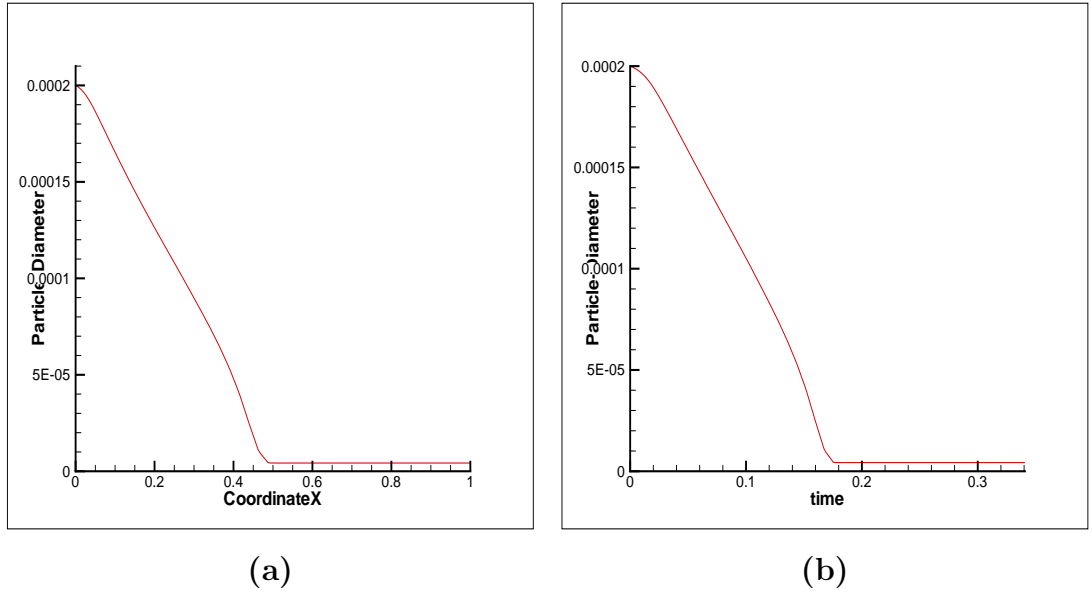 0.0002
0.00015
0.0001
5E-05
0
Particle-Diameter
0 0.2 0.4 0.6 0.8 1
CoordinateX
(a)
0.0002
0.00015
0.0001
5E-05
0
Particle-Diameter
0 0.1 0.2 0.3
time
(b)